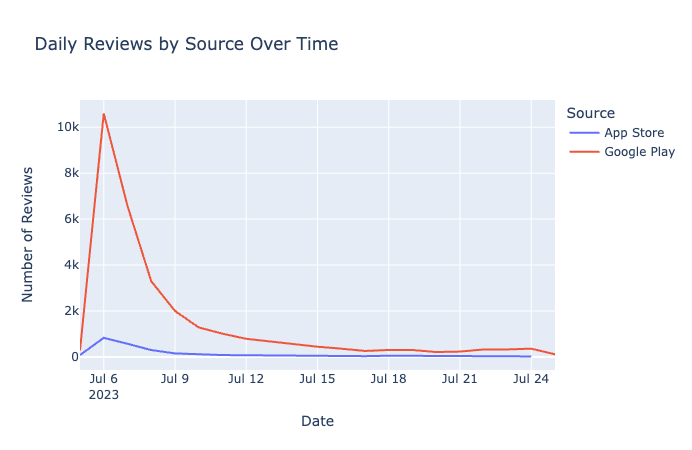 Daily Reviews by Source Over Time
Source
App Store
Google Play
Number of Reviews
10k
8k
6k
4k
2k
0
Jul 6
2023
Jul 9
Jul 12
Jul 15
Jul 18
Jul 21
Jul 24
Date